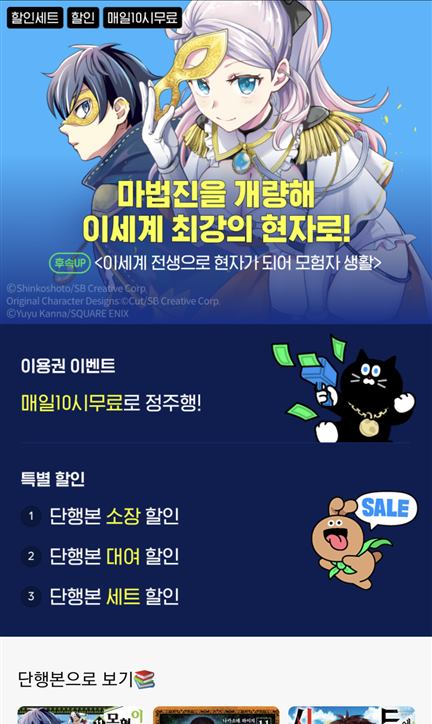 할인세트 할인 매일10시무료
마법진을 개량해
이세계 최강의 현자로!
후속UP <이세계 전생으로 현자가 되어 모험자 생활>
ⒸShinkoshoto/SB Creative Corp.
Original Character Designs:ⒸCut/SB Creative Corp.
ⒸYuyu Kanna/SQUARE ENIX
이용권 이벤트
매일10시무료로 정주행!
특별 할인
SALE
1 단행본 소장 할인
2 단행본 대여 할인
3 단행본 세트 할인
단행본으로 보기📚